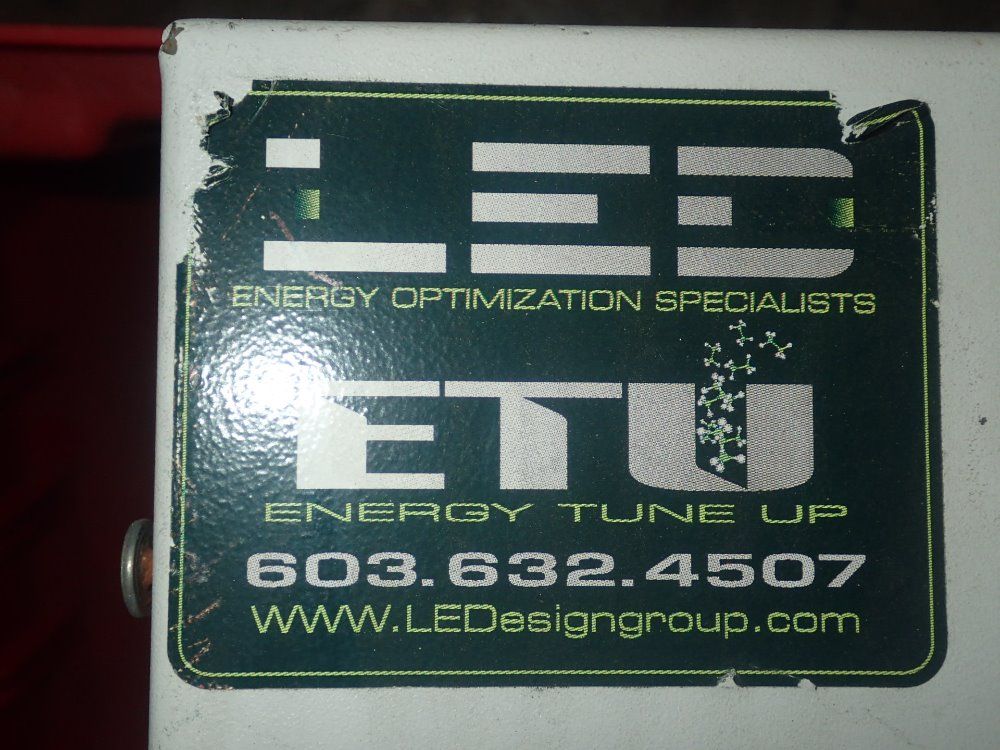 LED
ENERGY OPTIMIZATION SPECIALISTS
ETU
ENERGY TUNE UP
603.632.4507
WWW.LEDesigngroup.com